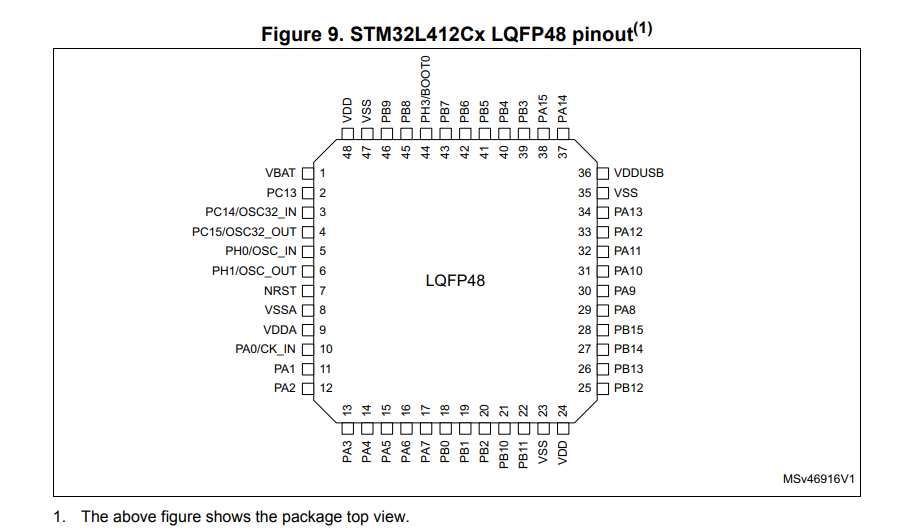 Figure 9. STM32L412Cx LQFP48 pinout(1)
VDD VSS PB9 PB8 PH3/BOOT0 PB7 PB6 PB5 PB4 PB3 PA15 PA14
48 47 46 45 44 43 42 41 40 39 38 37
VBAT 1 36 VDDUSB
PC13 2 35 VSS
PC14/OSC32_IN 3 34 PA13
PC15/OSC32_OUT 4 33 PA12
PH0/OSC_IN 5 32 PA11
PH1/OSC_OUT 6 31 PA10
LQFP48
NRST 7 30 PA9
VSSA 8 29 PA8
VDDA 9 28 PB15
PA0/CK_IN 10 27 PB14
PA1 11 26 PB13
PA2 12 25 PB12
13 14 15 16 17 18 19 20 21 22 23 24
PA3 PA4 PA5 PA6 PA7 PB0 PB1 PB2 PB10 PB11 VSS VDD
MSv46916V1
1. The above figure shows the package top view.